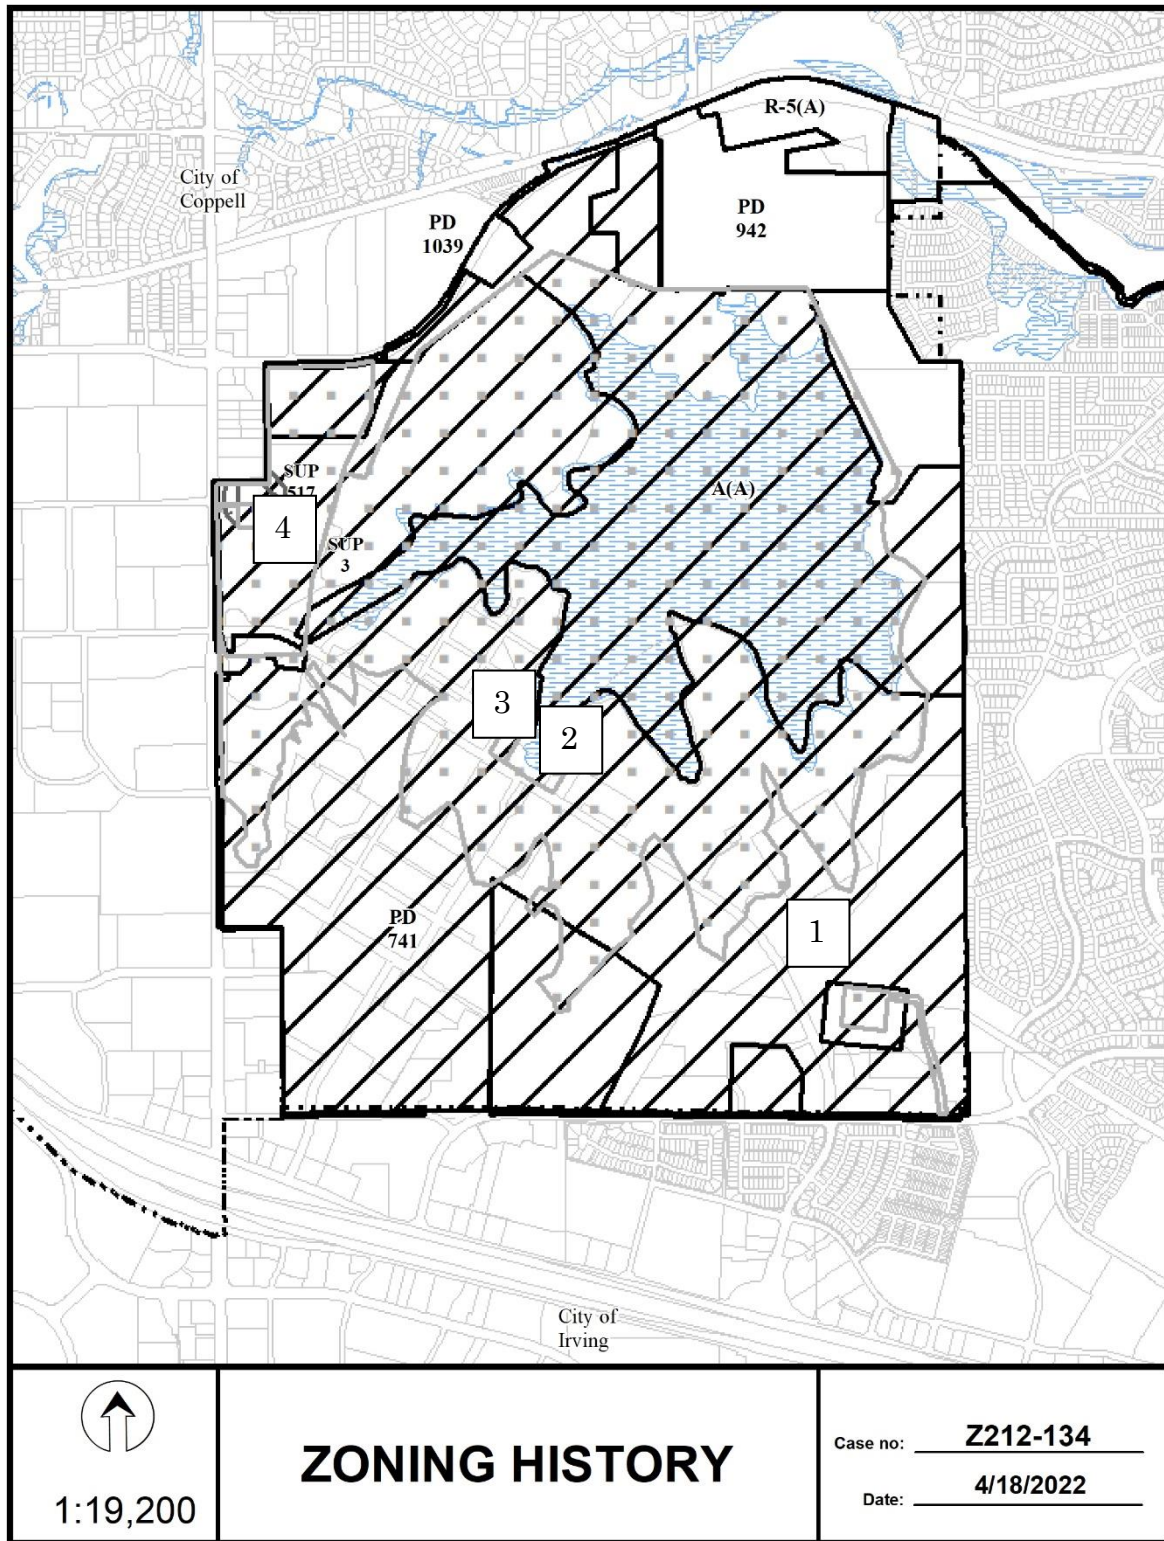 R-5(A)
City of
Coppell
PD
942
PD
1039
SUP
517
A(A)
4
SUP
3
3
2
PD
741
1
City of
Irving
1:19,200
ZONING HISTORY
Case no: Z212-134
Date: 4/18/2022